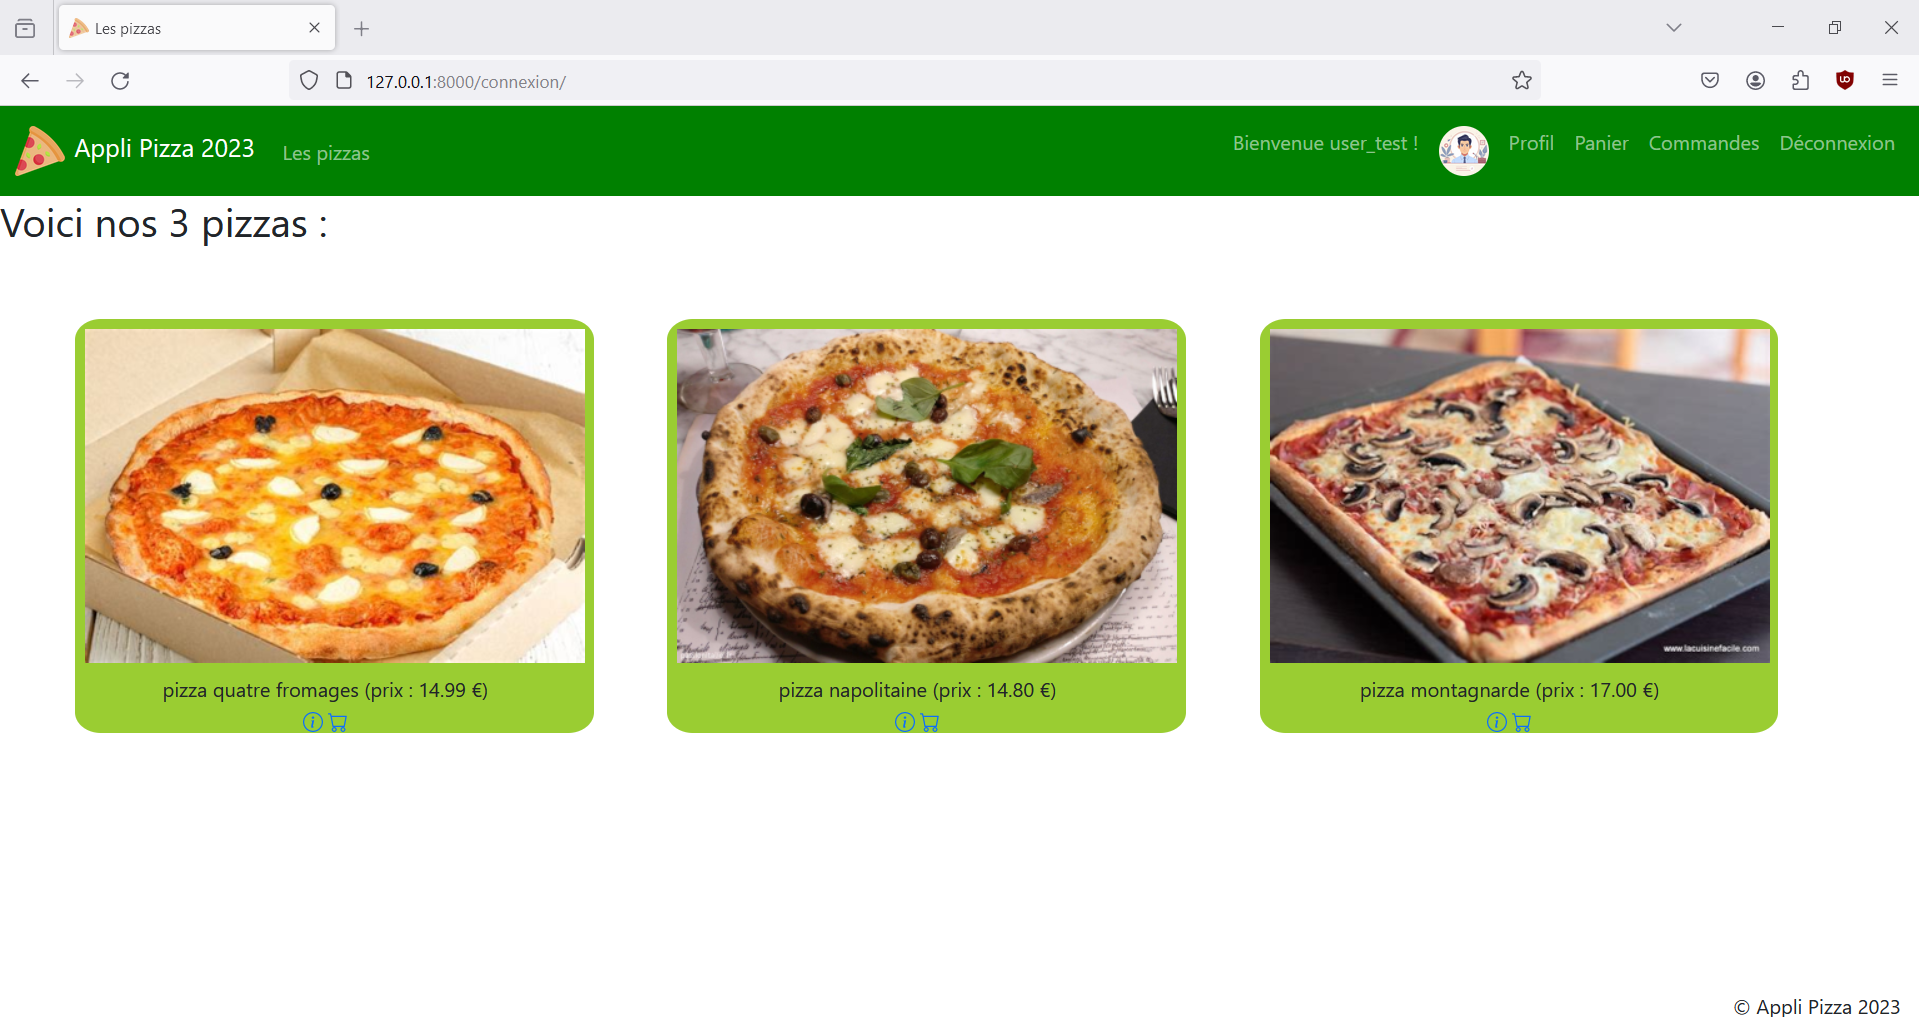 Les pizzas
127.0.0.1:8000/connexion/
Appli Pizza 2023
Les pizzas
Bienvenue user_test !
Profil
Panier
Commandes
Déconnexion
Voici nos 3 pizzas :
www.lacuisinefacile.com
pizza quatre fromages (prix : 14.99 €)
pizza napolitaine (prix : 14.80 €)
pizza montagnarde (prix : 17.00 €)
© Appli Pizza 2023